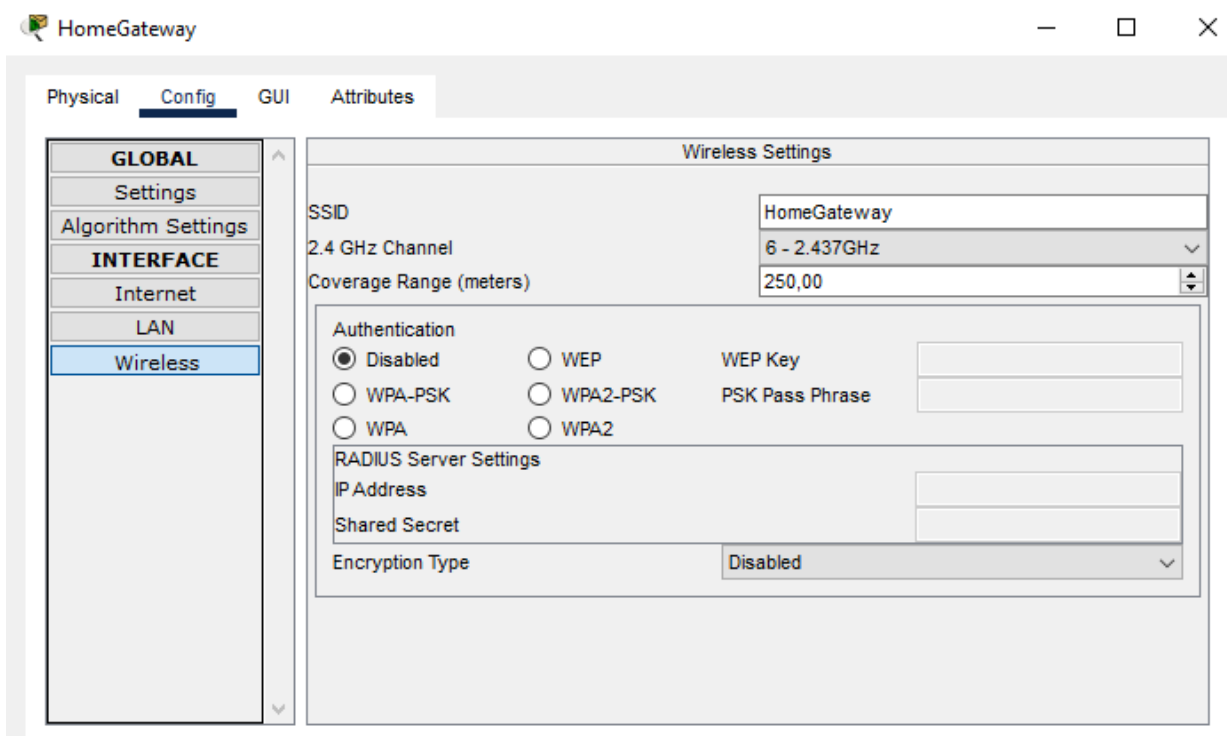 HomeGateway
Physical Config GUI Attributes
GLOBAL
Settings
Algorithm Settings
INTERFACE
Internet
LAN
Wireless
Wireless Settings
SSID HomeGateway
2.4 GHz Channel 6 - 2.437GHz
Coverage Range (meters) 250,00
Authentication
Disabled WEP WEP Key
WPA-PSK WPA2-PSK PSK Pass Phrase
WPA WPA2
RADIUS Server Settings
IP Address
Shared Secret
Encryption Type Disabled